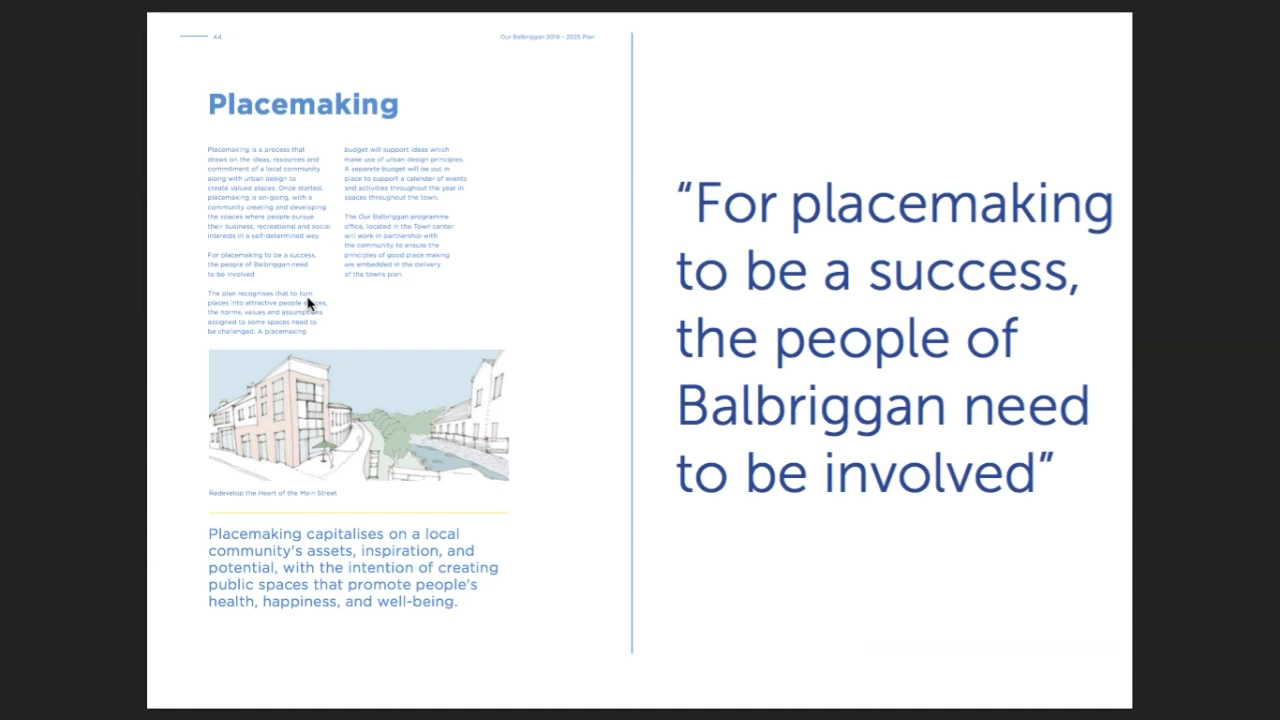 44
Our Balbriggan 2019 - 2025 Plan
Placemaking
Placemaking is a process that
draws on the ideas, resources and
commitment of a local community
along with urban design to
create valued places. Once started,
placemaking is on-going, with a
community creating and developing
the spaces where people pursue
their business, recreational and social
interests in a self-determined way.
For placemaking to be a success,
the people of Balbriggan need
to be involved
The plan recognises that to turn
places into attractive people spaces,
the norms, values and assumptions
assigned to some spaces need to
be challenged. A placemaking
budget will support ideas which
make use of urban design principles.
A separate budget will be put in
place to support a calender of events
and activities throughout the year in
spaces throughout the town.
The Our Balbriggan programme
office, located in the Town center
will work in partnership with
the community to ensure the
principles of good place making
are embedded in the delivery
of the towns plan.
Redevelop the Heart of the Main Street
Placemaking capitalises on a local
community's assets, inspiration, and
potential, with the intention of creating
public spaces that promote people's
health, happiness, and well-being.
“For placemaking
to be a success,
the people of
Balbriggan need
to be involved”